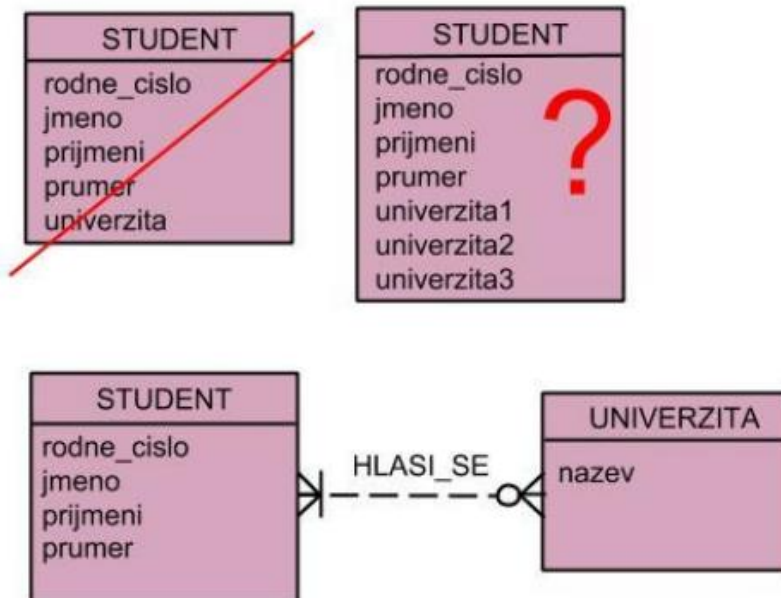 STUDENT
rodne_cislo
jmeno
prijmeni
prumer
univerzita
STUDENT
rodne_cislo
jmeno
prijmeni
prumer
univerzita1
univerzita2
univerzita3
?
STUDENT
rodne_cislo
jmeno
prijmeni
prumer
HLASI_SE
UNIVERZITA
nazev